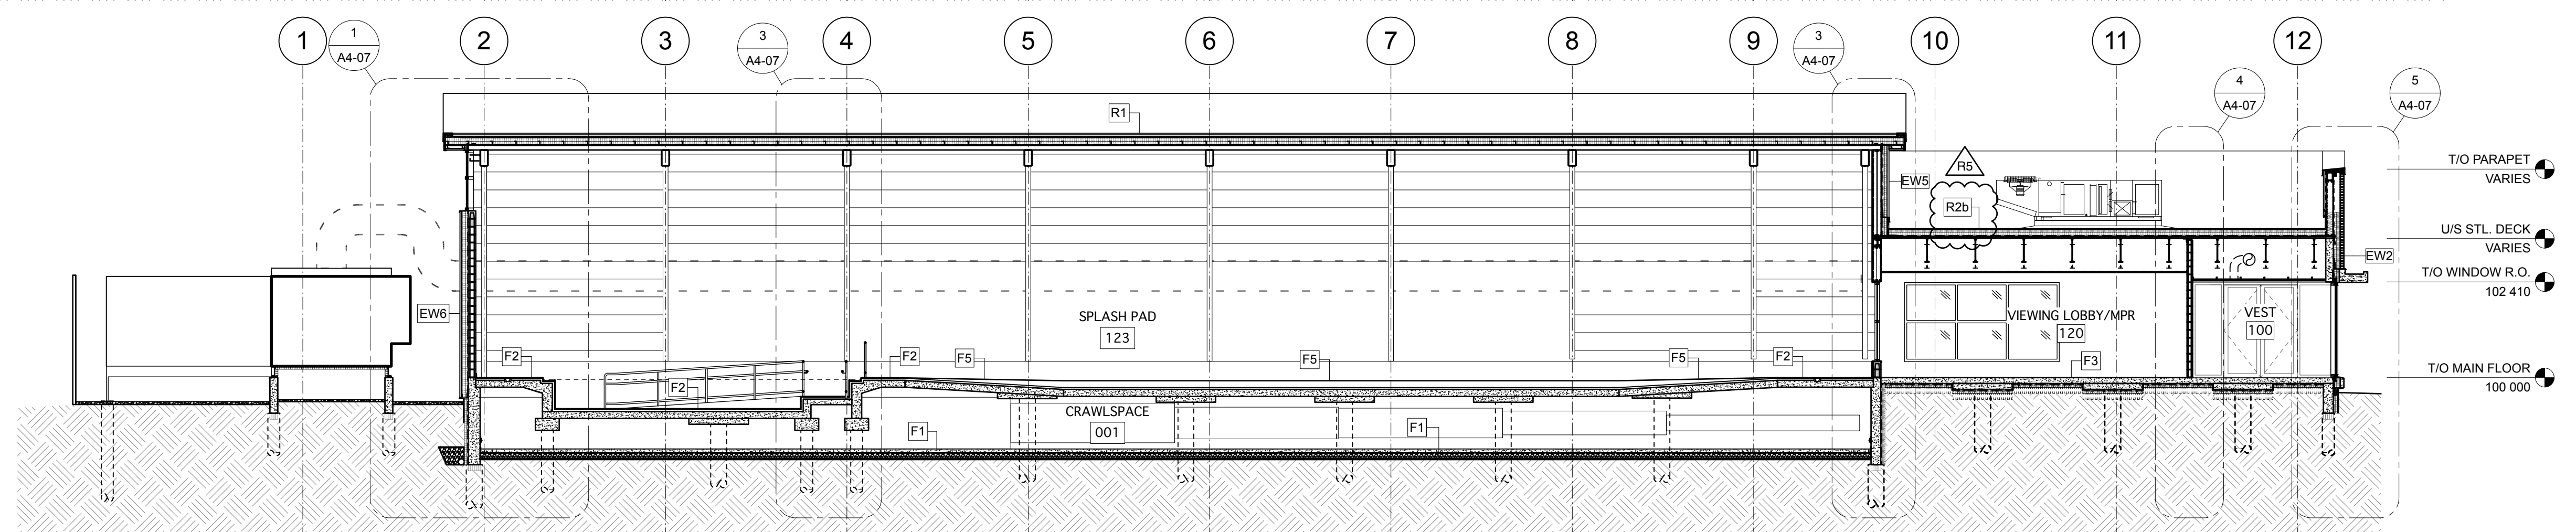 1
2
3
4
5
6
7
8
9
10
11
12
1
A4-07
3
A4-07
3
A4-07
4
A4-07
5
A4-07
R1
R5
T/O PARAPET
VARIES
EW5
R2b
U/S STL. DECK
VARIES
EW2
T/O WINDOW R.O.
102 410
EW6
SPLASH PAD
123
VIEWING LOBBY/MPR
120
VEST
100
F2
F2
F2
F5
F5
F5
F2
F3
T/O MAIN FLOOR
100 000
CRAWLSPACE
001
F1
F1